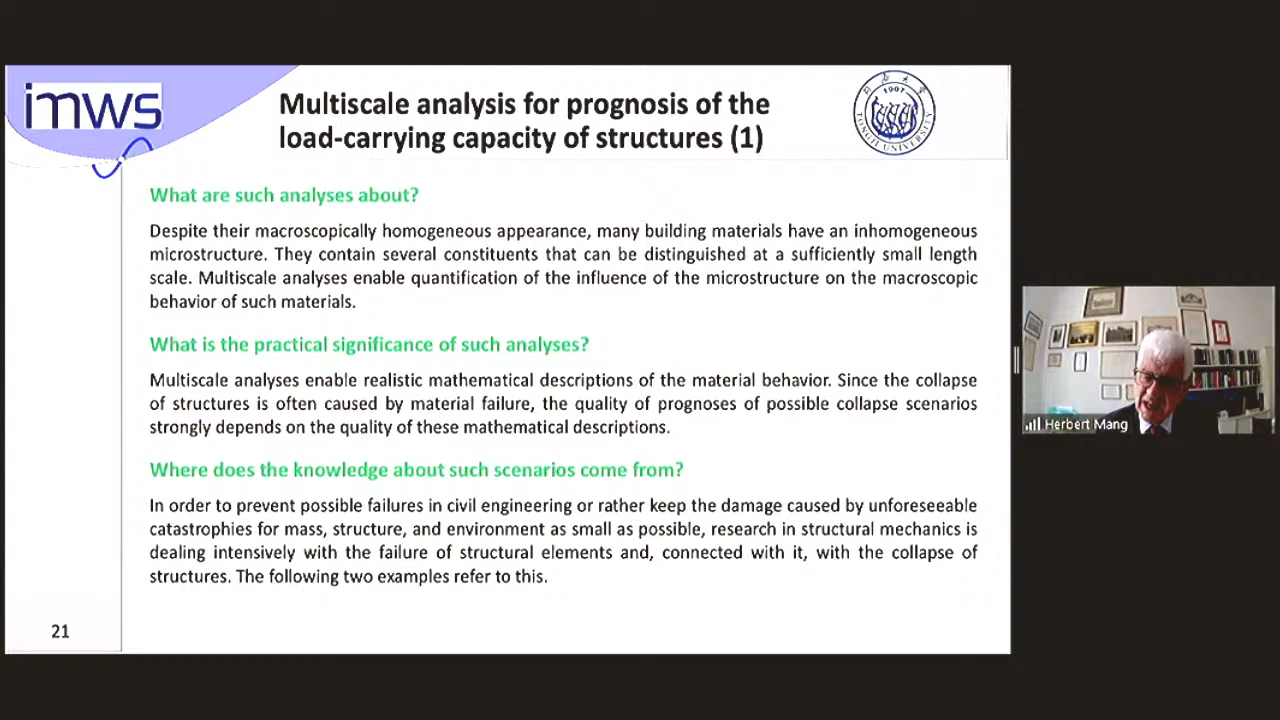 imws
Multiscale analysis for prognosis of the
load-carrying capacity of structures (1)
1907
TONGJI UNIVERSITY
What are such analyses about?
Despite their macroscopically homogeneous appearance, many building materials have an inhomogeneous
microstructure. They contain several constituents that can be distinguished at a sufficiently small length
scale. Multiscale analyses enable quantification of the influence of the microstructure on the macroscopic
behavior of such materials.
What is the practical significance of such analyses?
Multiscale analyses enable realistic mathematical descriptions of the material behavior. Since the collapse
of structures is often caused by material failure, the quality of prognoses of possible collapse scenarios
strongly depends on the quality of these mathematical descriptions.
Where does the knowledge about such scenarios come from?
In order to prevent possible failures in civil engineering or rather keep the damage caused by unforeseeable
catastrophies for mass, structure, and environment as small as possible, research in structural mechanics is
dealing intensively with the failure of structural elements and, connected with it, with the collapse of
structures. The following two examples refer to this.
21
Herbert Mang